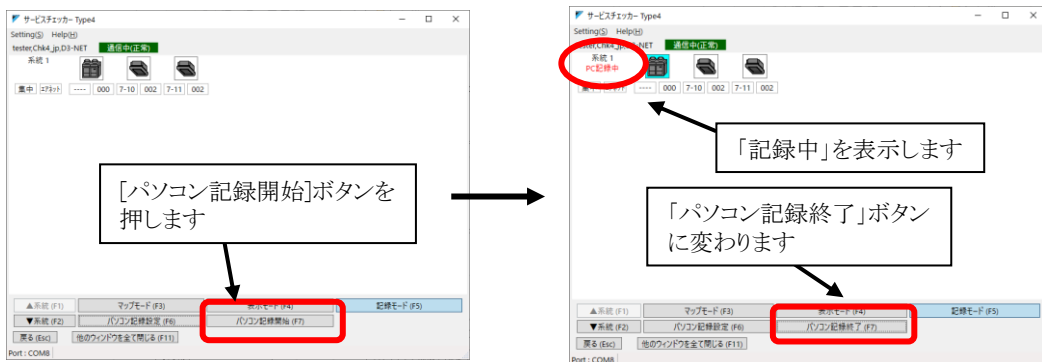 サービスチェッカー Type4
Setting(S) Help(H)
tester,Chk4_jp,D3-NET 通信中(正常)
系統 1
集中 エアネット ---- 000 7-10 002 7-11 002
[パソコン記録開始]ボタンを
押します
▲系統 (F1) マップモード (F3) 表示モード (F4) 記録モード (F5)
▼系統 (F2) パソコン記録設定 (F6) パソコン記録開始 (F7)
戻る (Esc) 他のウィンドウを全て閉じる (F11)
Port : COM8
サービスチェッカー Type4
Setting(S) Help(H)
tester,Chk4_jp,D3-NET 通信中(正常)
系統 1
PC記録中
---- 000 7-10 002 7-11 002
「記録中」を表示します
「パソコン記録終了」ボタン
に変わります
▲系統 (F1) マップモード (F3) 表示モード (F4) 記録モード (F5)
▼系統 (F2) パソコン記録設定 (F6) パソコン記録終了 (F7)
戻る (Esc) 他のウィンドウを全て閉じる (F11)
Port : COM8